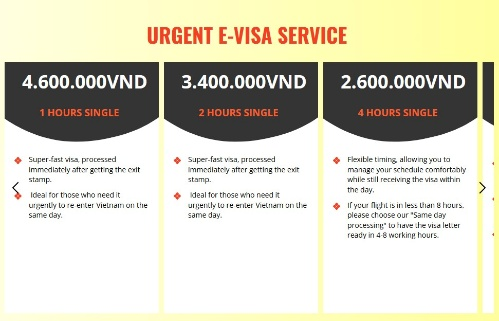 URGENT E-VISA SERVICE
4.600.000VND
1 HOURS SINGLE
Super-fast visa, processed
immediately after getting the exit
stamp.
Ideal for those who need it
urgently to re-enter Vietnam on the
same day.
3.400.000VND
2 HOURS SINGLE
Super-fast visa, processed
immediately after getting the exit
stamp.
Ideal for those who need it
urgently to re-enter Vietnam on the
same day.
2.600.000VND
4 HOURS SINGLE
Flexible timing, allowing you to
manage your schedule comfortably
while still receiving the visa within
the day.
If your flight is in less than 8 hours,
please choose our "Same day
processing" to have the visa letter
ready in 4-8 working hours.